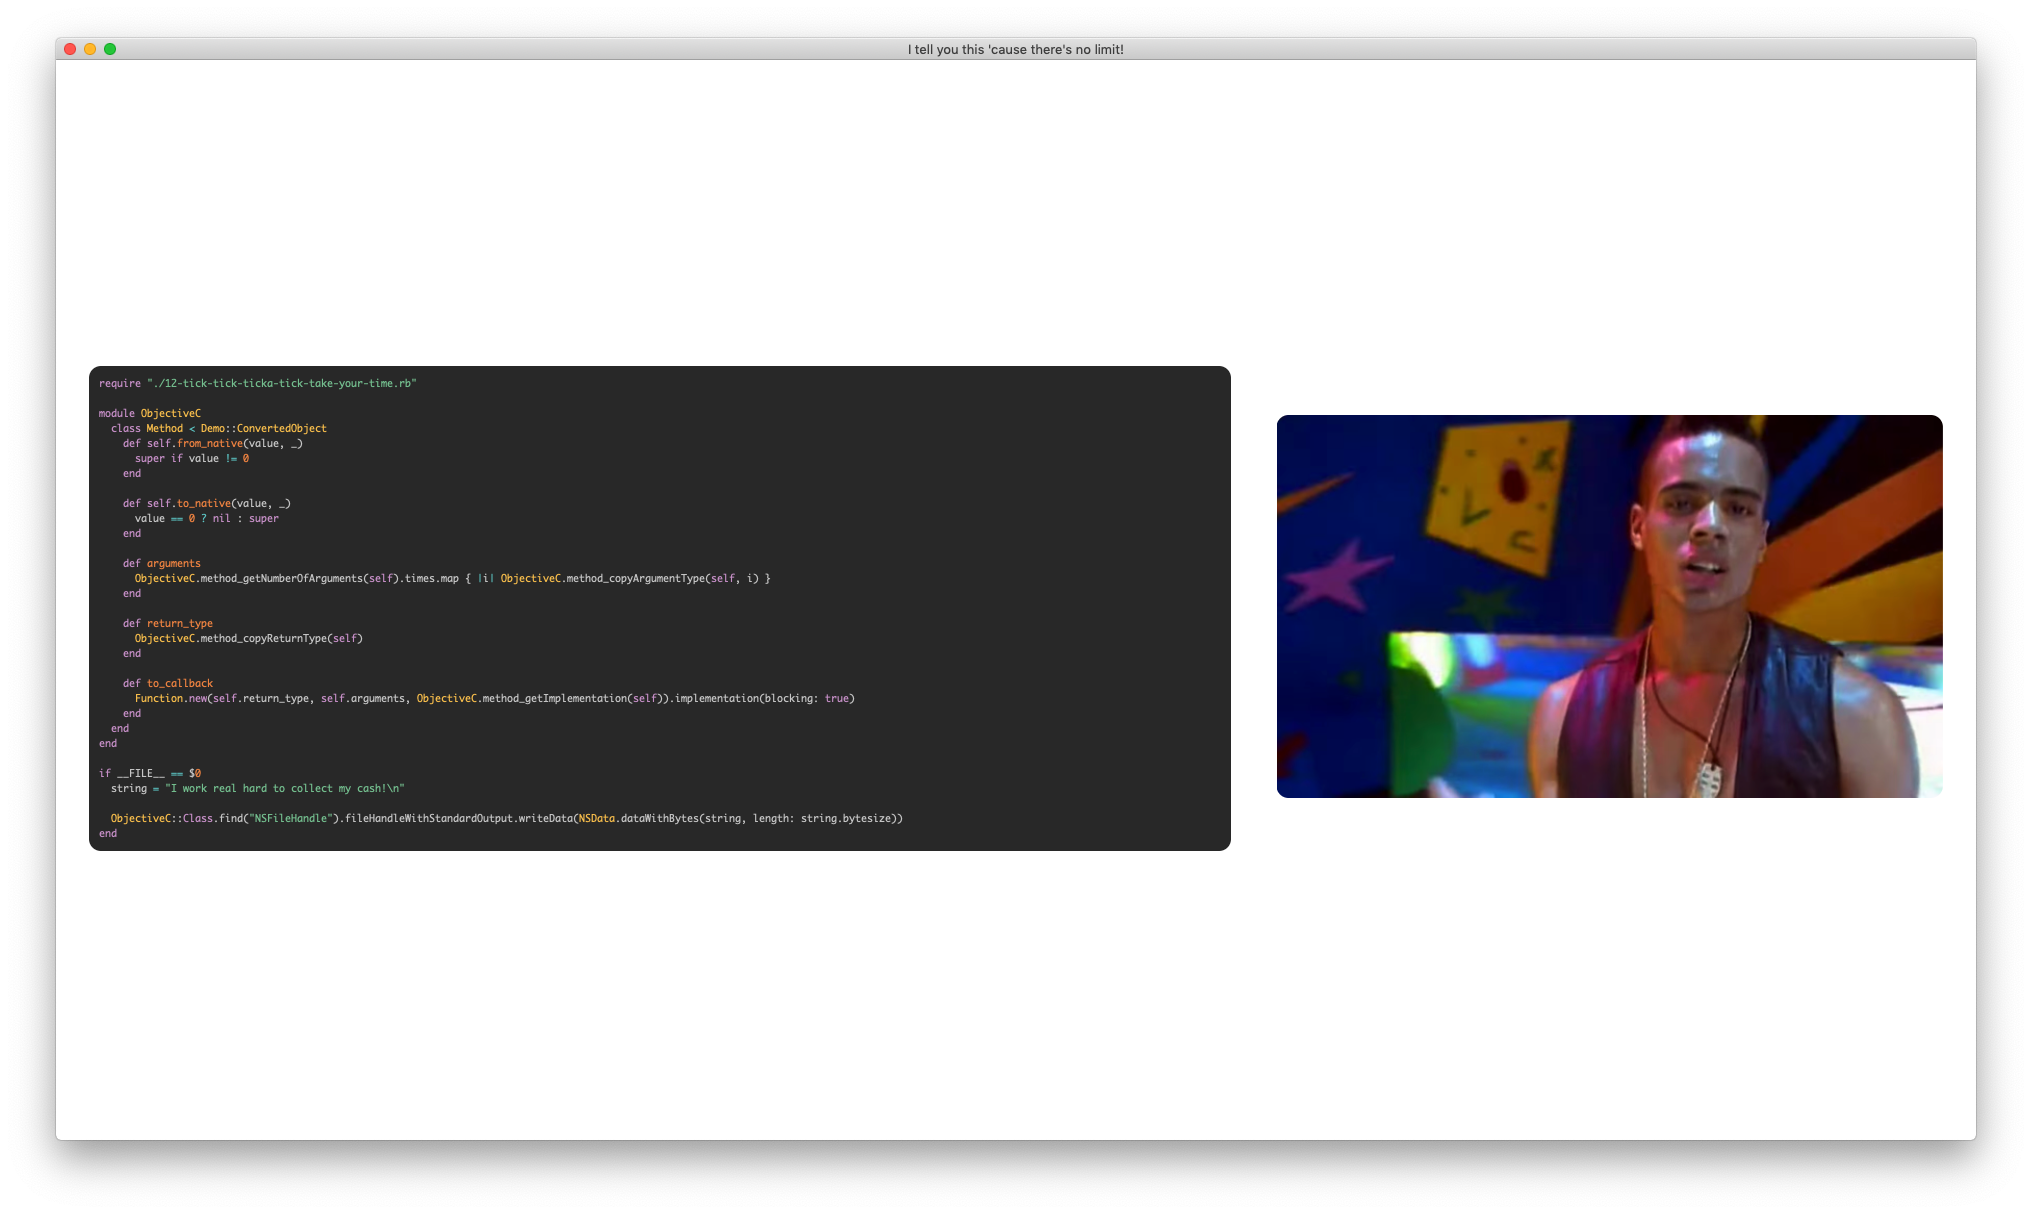 I tell you this 'cause there's no limit!
require "./12-tick-tick-ticka-tick-take-your-time.rb"
module ObjectiveC
class Method < Demo::ConvertedObject
def self.from_native(value, _)
super if value != 0
end
def self.to_native(value, _)
value == 0 ? nil : super
end
def arguments
ObjectiveC.method_getNumberOfArguments(self).times.map { |i| ObjectiveC.method_copyArgumentType(self, i) }
end
def return_type
ObjectiveC.method_copyReturnType(self)
end
def to_callback
Function.new(self.return_type, self.arguments, ObjectiveC.method_getImplementation(self)).implementation(blocking: true)
end
end
end
if __FILE__ == $0
string = "I work real hard to collect my cash!\n"
ObjectiveC::Class.find("NSFileHandle").fileHandleWithStandardOutput.writeData(NSData.dataWithBytes(string, length: string.bytesize))
end